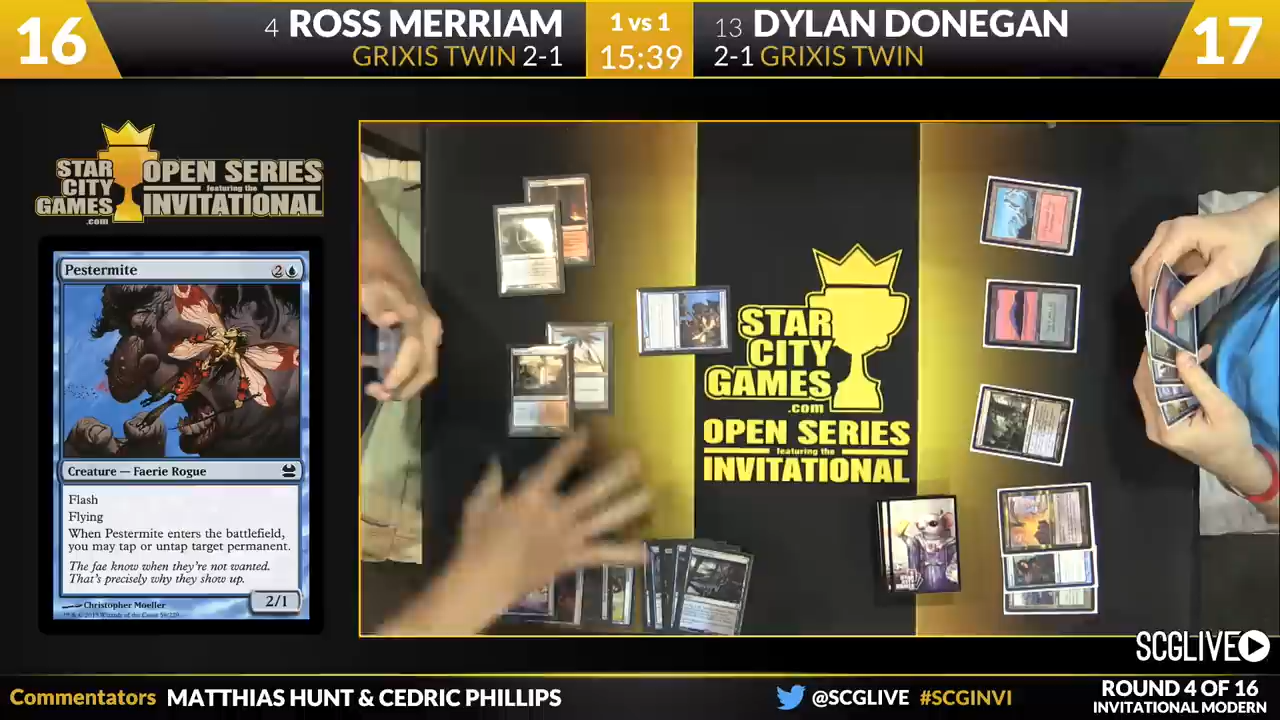 16
4 ROSS MERRIAM
GRIXIS TWIN 2-1
1 vs 1
15:39
13 DYLAN DONEGAN
2-1 GRIXIS TWIN
17
STAR
CITY
GAMES
.com
OPEN SERIES
featuring the
INVITATIONAL
Pestermite 2
Creature — Faerie Rogue
Flash
Flying
When Pestermite enters the battlefield,
you may tap or untap target permanent.
The fae know when they're not wanted.
That's precisely why they show up.
Christopher Moeller
2/1
STAR
CITY
GAMES
.com
OPEN SERIES
featuring the
INVITATIONAL
SCGLIVE
Commentators MATTHIAS HUNT & CEDRIC PHILLIPS
@SCGLIVE #SCGINVI
ROUND 4 OF 16
INVITATIONAL MODERN